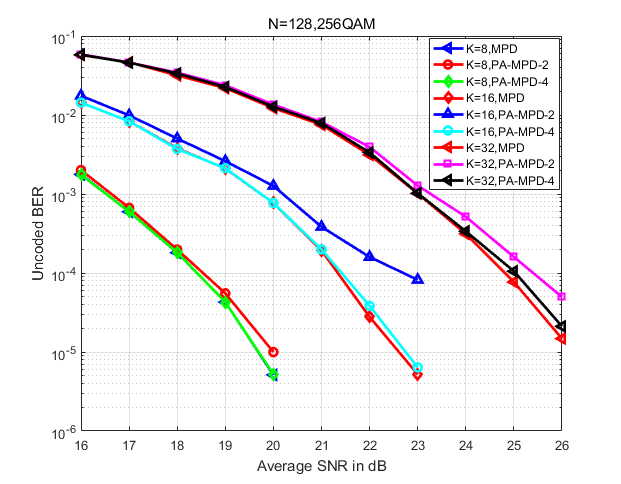 N=128,256QAM
10^-1
10^-2
10^-3
10^-4
10^-5
10^-6
Uncoded BER
K=8,MPD
K=8,PA-MPD-2
K=8,PA-MPD-4
K=16,MPD
K=16,PA-MPD-2
K=16,PA-MPD-4
K=32,MPD
K=32,PA-MPD-2
K=32,PA-MPD-4
16 17 18 19 20 21 22 23 24 25 26
Average SNR in dB